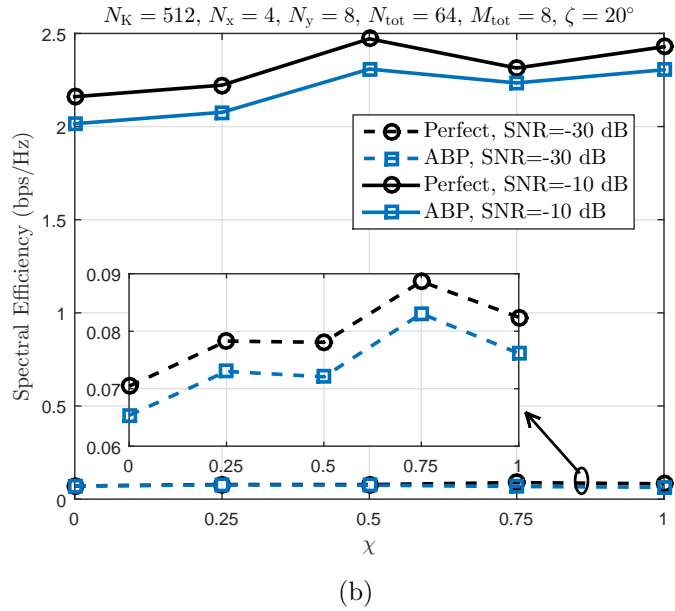 N_K = 512, N_x = 4, N_y = 8, N_tot = 64, M_tot = 8, ζ = 20°
Spectral Efficiency (bps/Hz)
2.5
2
1.5
1
0.5
0
Perfect, SNR=-30 dB
ABP, SNR=-30 dB
Perfect, SNR=-10 dB
ABP, SNR=-10 dB
0.09
0.08
0.07
0.06
0 0.25 0.5 0.75 1
0 0.25 0.5 0.75 1
χ
(b)